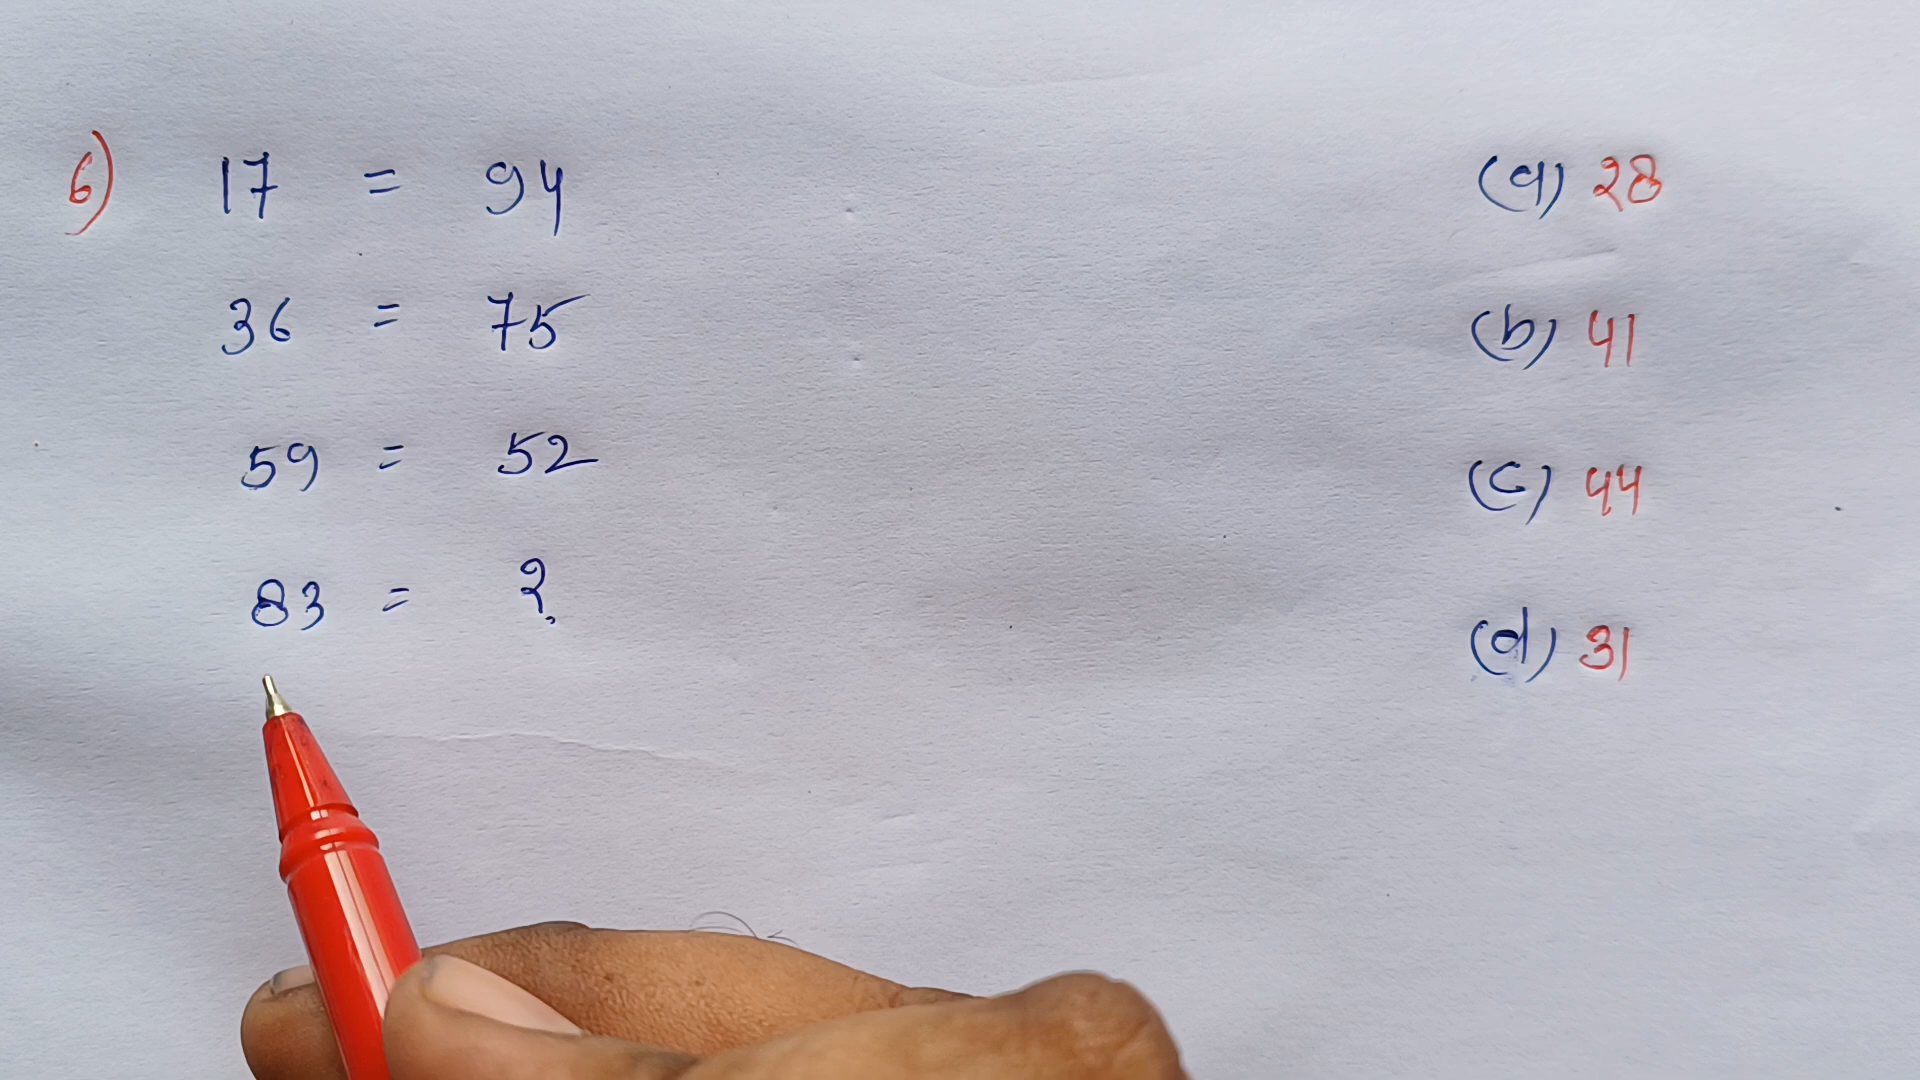 6) 17 = 94 (a) 28
36 = 75 (b) 41
59 = 52 (c) 44
83 = ? (d) 31